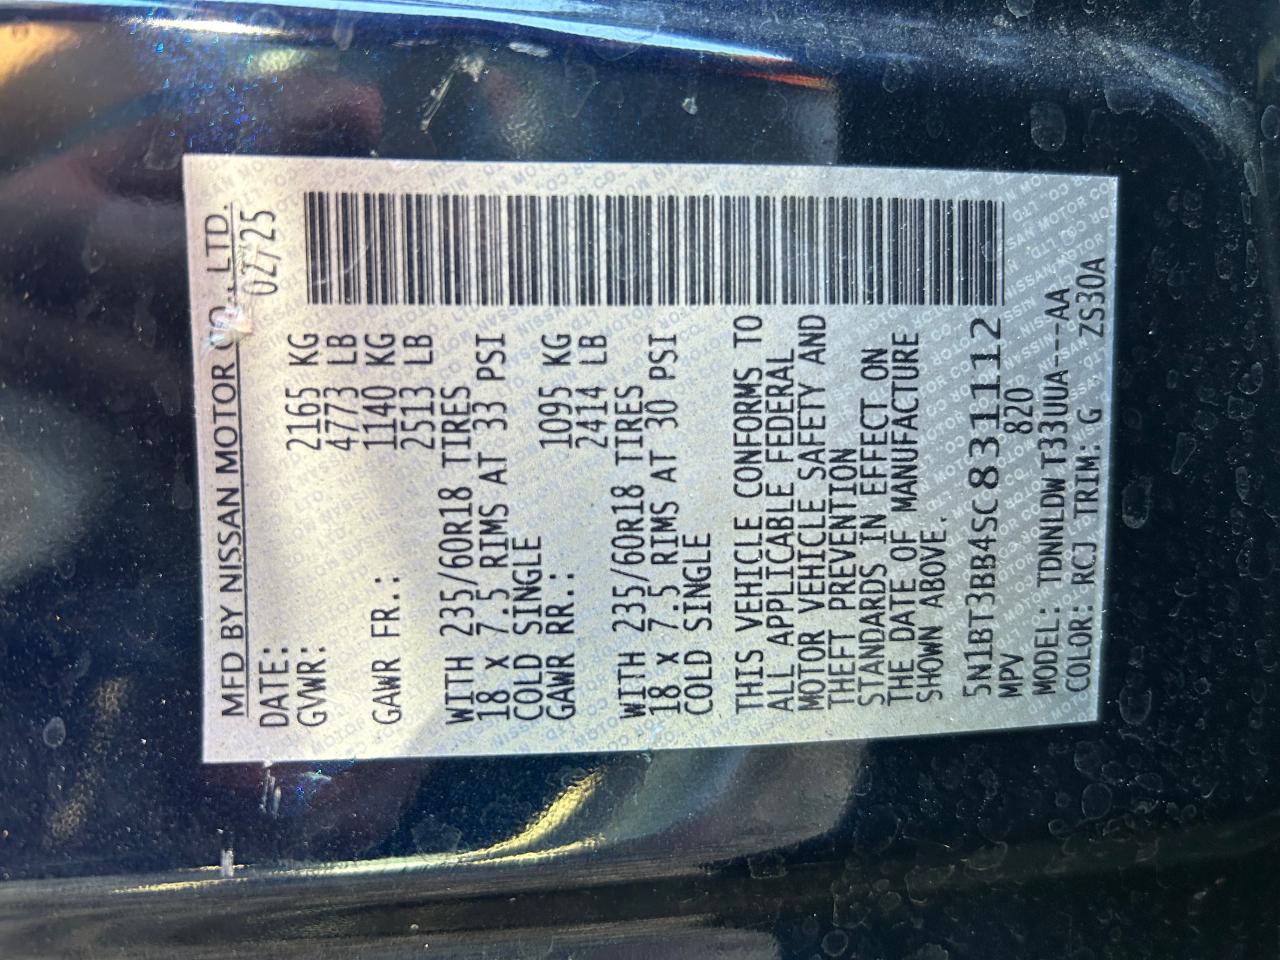 MFD BY NISSAN MOTOR CO., LTD.
DATE: 02/25
GVWR: 2165 KG
4773 LB
GAWR FR.: 1140 KG
2513 LB
WITH 235/60R18 TIRES
18 X 7.5 RIMS AT 33 PSI
COLD SINGLE
GAWR RR.: 1095 KG
2414 LB
WITH 235/60R18 TIRES
18 X 7.5 RIMS AT 30 PSI
COLD SINGLE
THIS VEHICLE CONFORMS TO
ALL APPLICABLE FEDERAL
MOTOR VEHICLE SAFETY AND
THEFT PREVENTION
STANDARDS IN EFFECT ON
THE DATE OF MANUFACTURE
SHOWN ABOVE.
5N1BT3BB4SC831112
MPV 820
MODEL: TDNNLDW T33UUA---AA
COLOR: RCJ TRIM: G ZS30A